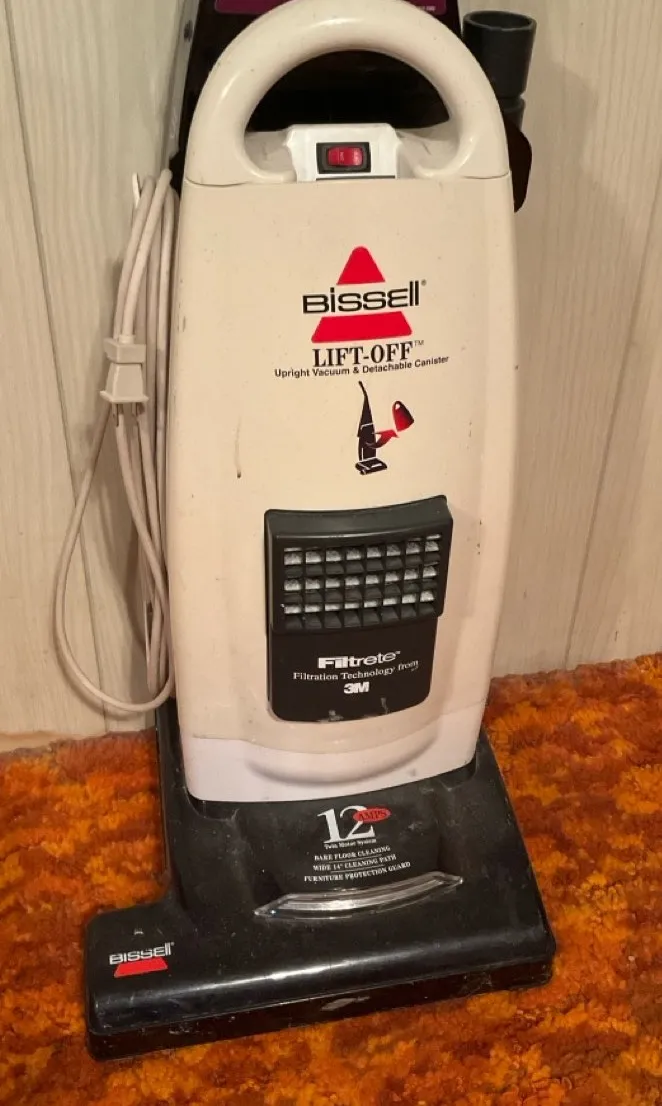 BISSELL®
LIFT-OFF™
Upright Vacuum & Detachable Canister
Filtrete™
Filtration Technology from
3M
12 AMPS
Twin Motor System
BARE FLOOR CLEANING
WIDE 14" CLEANING PATH
FURNITURE PROTECTION GUARD
BISSELL®